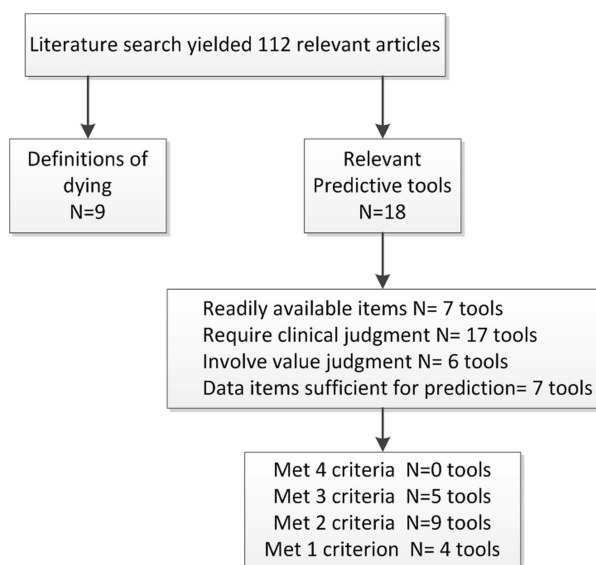 Literature search yielded 112 relevant articles
Definitions of
dying
N=9
Relevant
Predictive tools
N=18
Readily available items N= 7 tools
Require clinical judgment N= 17 tools
Involve value judgment N= 6 tools
Data items sufficient for prediction= 7 tools
Met 4 criteria N=0 tools
Met 3 criteria N=5 tools
Met 2 criteria N=9 tools
Met 1 criterion N= 4 tools